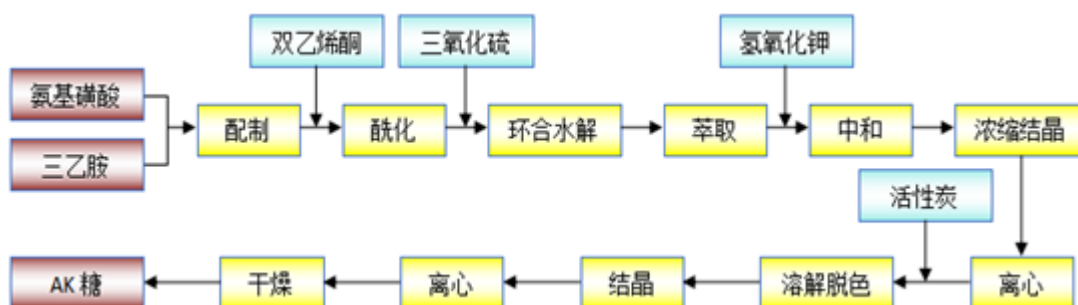 双乙烯酮
三氧化硫
氢氧化钾
氨基磺酸
三乙胺
配制
酰化
环合水解
萃取
中和
浓缩结晶
活性炭
离心
溶解脱色
结晶
离心
干燥
AK 糖